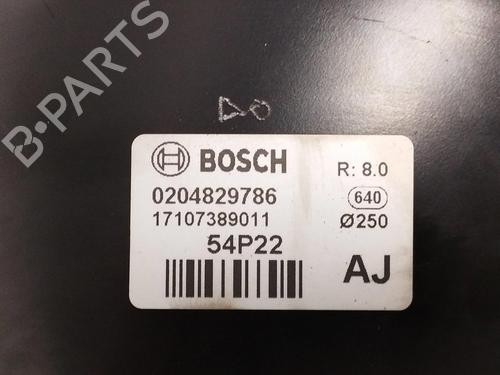 B-PARTS
BOSCH
R: 8.0
0204829786
640
17107389011
Ø250
54P22
AJ